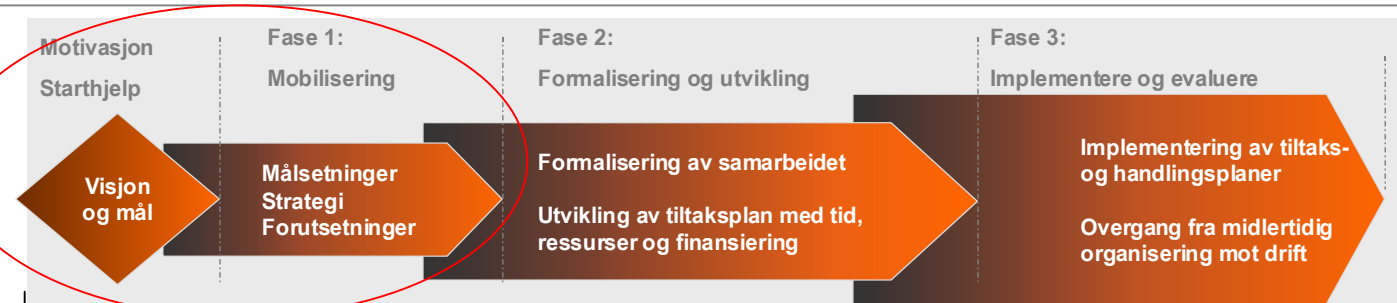 Motivasjon
Starthjelp
Visjon
og mål
Fase 1:
Mobilisering
Målsetninger
Strategi
Forutsetninger
Fase 2:
Formalisering og utvikling
Formalisering av samarbeidet
Utvikling av tiltaksplan med tid,
ressurser og finansiering
Fase 3:
Implementere og evaluere
Implementering av tiltaks-
og handlingsplaner
Overgang fra midlertidig
organisering mot drift